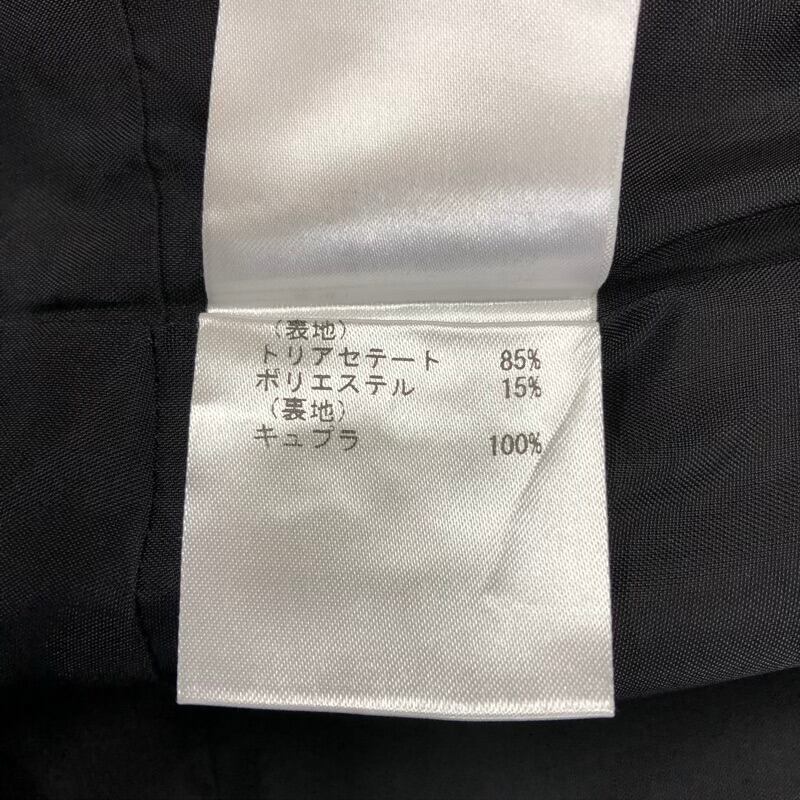 (表地)
トリアセテート 85%
ポリエステル 15%
(裏地)
キュプラ 100%